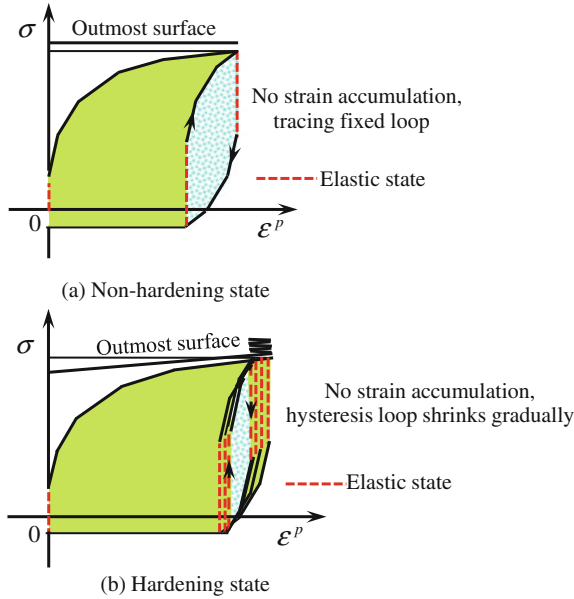 σ
Outmost surface
No strain accumulation,
tracing fixed loop
Elastic state
0
ε^p
(a) Non-hardening state
σ
Outmost surface
No strain accumulation,
hysteresis loop shrinks gradually
Elastic state
0
ε^p
(b) Hardening state